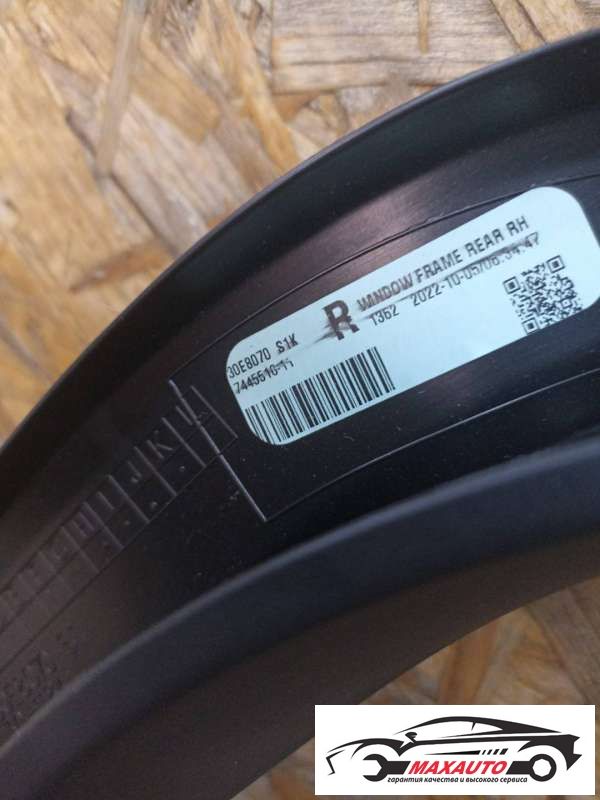 WINDOW FRAME REAR RH
R 1362 2022-10-05/06:34:47
30E8070 S1K
7445610-11
I J K L
MAXAUTO
гарантия качества и высокого сервиса